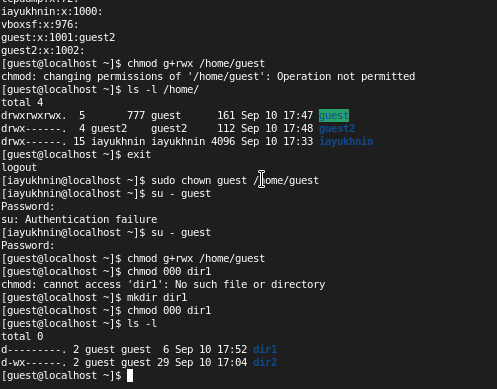 iayukhnin:x:1000:
vboxsf:x:976:
guest:x:1001:guest2
guest2:x:1002:
[guest@localhost ~]$ chmod g+rwx /home/guest
chmod: changing permissions of '/home/guest': Operation not permitted
[guest@localhost ~]$ ls -l /home/
total 4
drwxrwxrwx.  5       777 guest      161 Sep 10 17:47 guest
drwx------.  4 guest2    guest2     112 Sep 10 17:48 guest2
drwx------. 15 iayukhnin iayukhnin 4096 Sep 10 17:33 iayukhnin
[guest@localhost ~]$ exit
logout
[iayukhnin@localhost ~]$ sudo chown guest /home/guest
[iayukhnin@localhost ~]$ su - guest
Password:
su: Authentication failure
[iayukhnin@localhost ~]$ su - guest
Password:
[guest@localhost ~]$ chmod g+rwx /home/guest
[guest@localhost ~]$ chmod 000 dir1
chmod: cannot access 'dir1': No such file or directory
[guest@localhost ~]$ mkdir dir1
[guest@localhost ~]$ chmod 000 dir1
[guest@localhost ~]$ ls -l
total 0
d---------. 2 guest guest  6 Sep 10 17:52 dir1
d-wx------. 2 guest guest 29 Sep 10 17:04 dir2
[guest@localhost ~]$